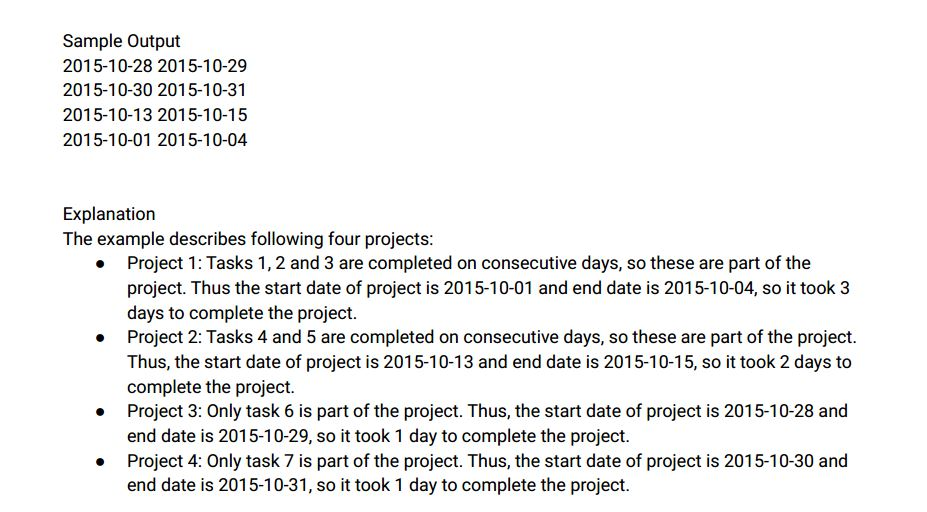 Sample Output
2015-10-28 2015-10-29
2015-10-30 2015-10-31
2015-10-13 2015-10-15
2015-10-01 2015-10-04
Explanation
The example describes following four projects:
● Project 1: Tasks 1, 2 and 3 are completed on consecutive days, so these are part of the
project. Thus the start date of project is 2015-10-01 and end date is 2015-10-04, so it took 3
days to complete the project.
● Project 2: Tasks 4 and 5 are completed on consecutive days, so these are part of the project.
Thus, the start date of project is 2015-10-13 and end date is 2015-10-15, so it took 2 days to
complete the project.
● Project 3: Only task 6 is part of the project. Thus, the start date of project is 2015-10-28 and
end date is 2015-10-29, so it took 1 day to complete the project.
● Project 4: Only task 7 is part of the project. Thus, the start date of project is 2015-10-30 and
end date is 2015-10-31, so it took 1 day to complete the project.